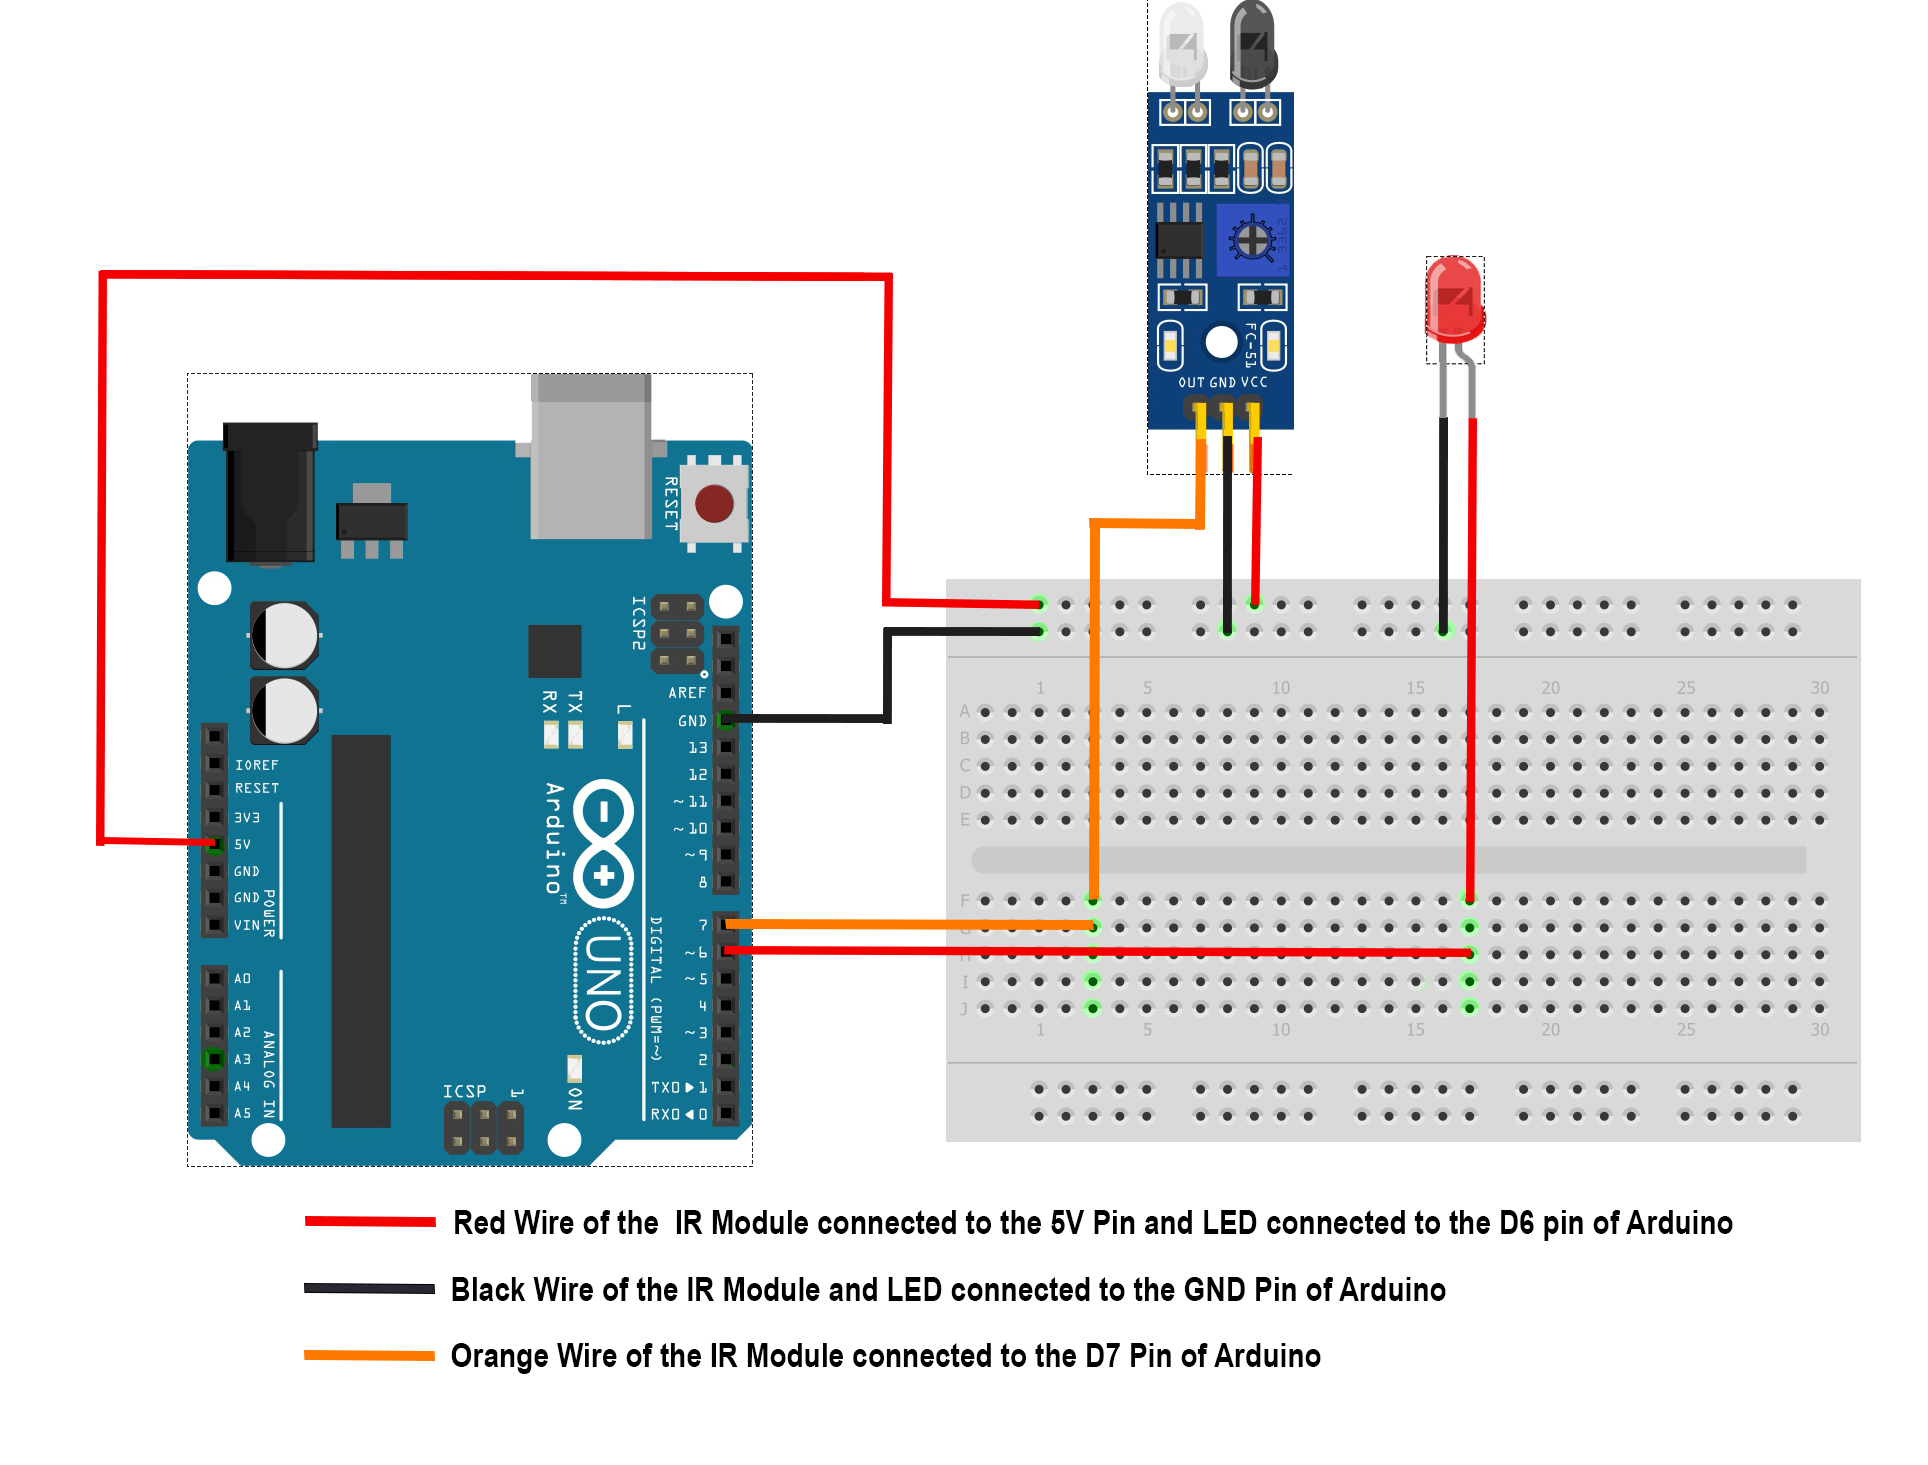 OUT GND VCC
FC-51
RESET
ICSP2
AREF
GND
13
12
~11
~10
~9
8
7
~6
~5
4
~3
2
TX0▶1
RX0◀0
RX
TX
L
Arduino™
UNO
DIGITAL (PWM=~)
ON
ICSP
1
IOREF
RESET
3V3
5V
GND
GND
VIN
POWER
A0
A1
A2
A3
A4
A5
ANALOG IN
1 5 10 15 20 25 30
A
B
C
D
E
F
G
H
I
J
1 5 10 15 20 25 30
Red Wire of the IR Module connected to the 5V Pin and LED connected to the D6 pin of Arduino
Black Wire of the IR Module and LED connected to the GND Pin of Arduino
Orange Wire of the IR Module connected to the D7 Pin of Arduino